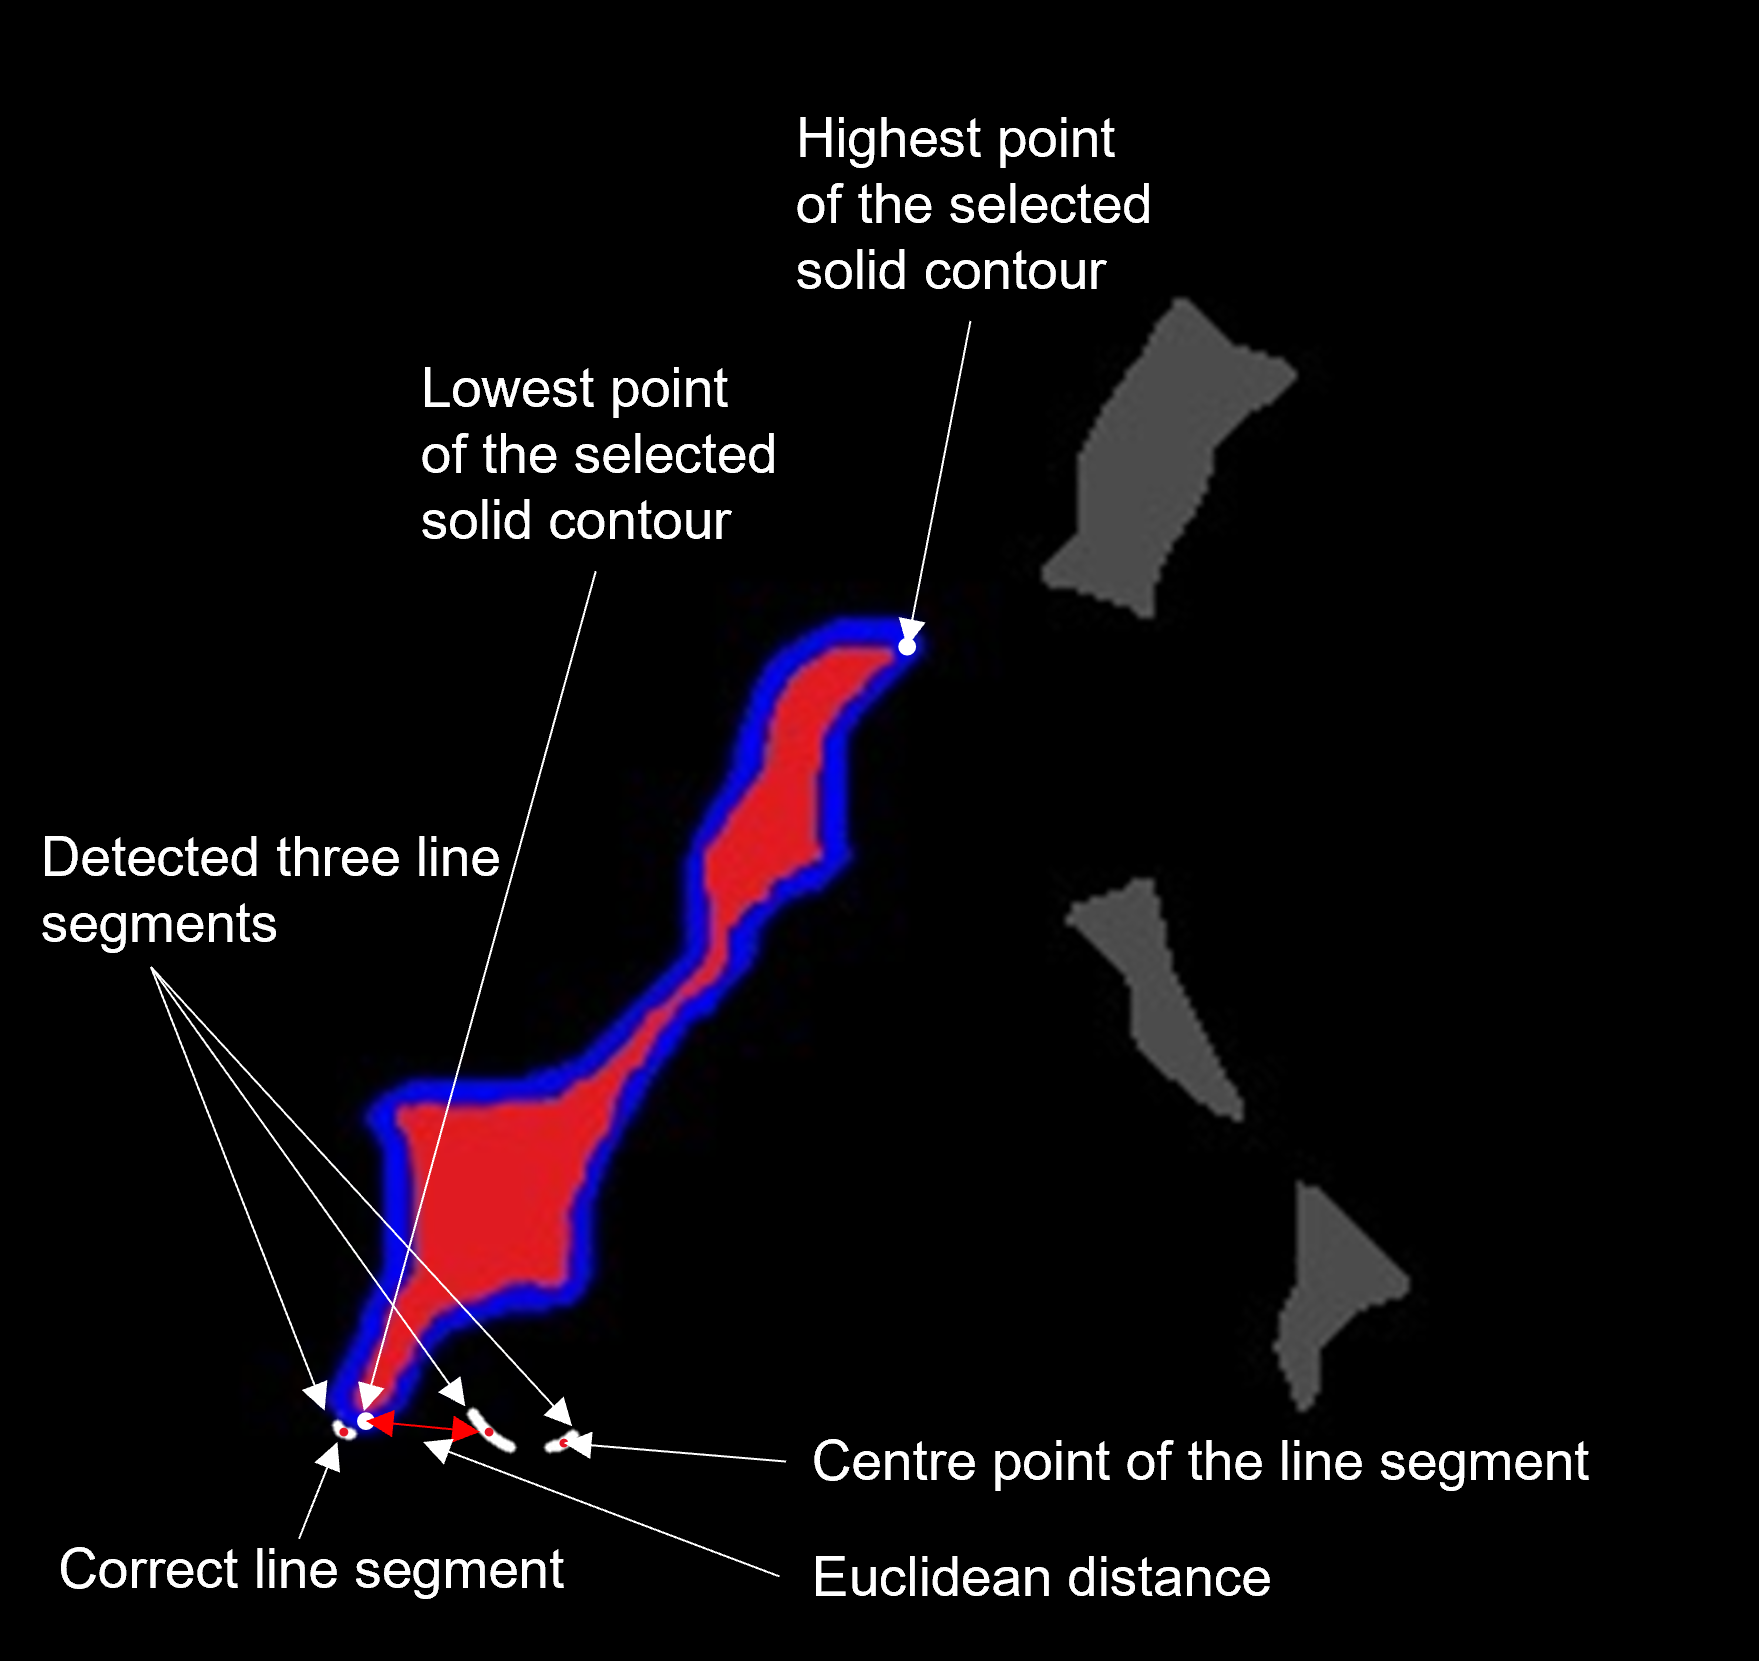 Highest point
of the selected
solid contour
Lowest point
of the selected
solid contour
Detected three line
segments
Centre point of the line segment
Correct line segment
Euclidean distance